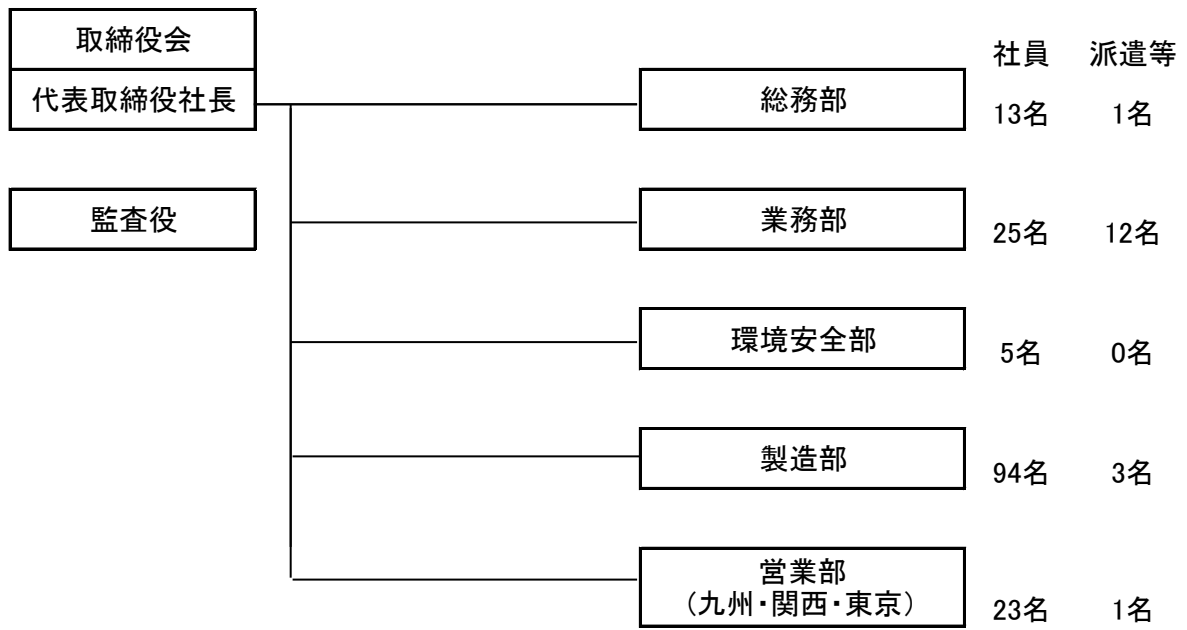 取締役会
代表取締役社長
監査役
社員 派遣等
総務部 13名 1名
業務部 25名 12名
環境安全部 5名 0名
製造部 94名 3名
営業部
(九州・関西・東京) 23名 1名